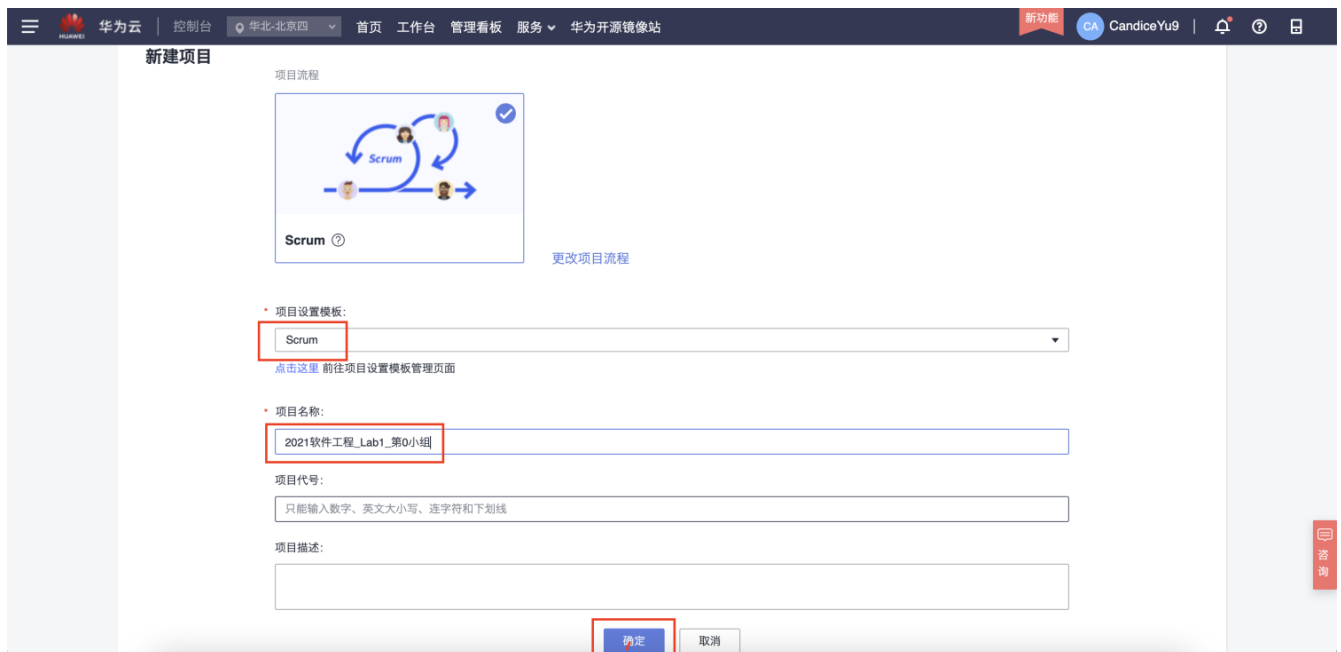 HUAWEI 华为云 控制台 华北-北京四 首页 工作台 管理看板 服务 华为开源镜像站 新功能 CA CandiceYu9
新建项目
项目流程
Scrum
Scrum
更改项目流程
* 项目设置模板:
Scrum
点击这里 前往项目设置模板管理页面
* 项目名称:
2021软件工程_Lab1_第0小组
项目代号:
只能输入数字、英文大小写、连字符和下划线
咨询
项目描述:
确定 取消